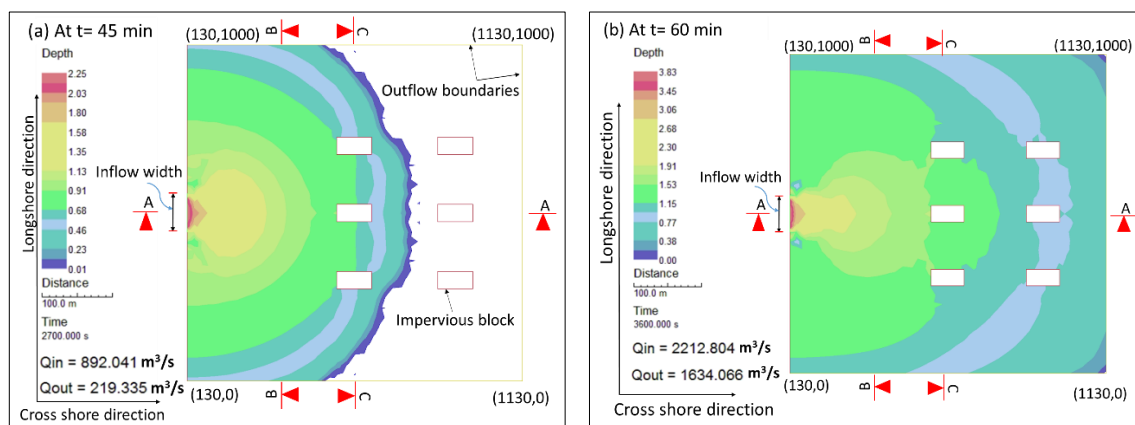 (a) At t= 45 min
(130,1000)
B
C
(1130,1000)
Depth
2.25
2.03
1.80
1.58
1.35
1.13
0.91
0.68
0.46
0.23
0.01
Longshore direction
Outflow boundaries
Inflow width
A
A
Distance
100.0 m
Time
2700.000 s
Impervious block
Qin = 892.041 m³/s
Qout = 219.335 m³/s
(130,0)
B
C
(1130,0)
Cross shore direction
(b) At t= 60 min
(130,1000)
B
C
(1130,1000)
Depth
3.83
3.45
3.06
2.68
2.30
1.91
1.53
1.15
0.77
0.38
0.00
Longshore direction
Inflow width
A
A
Distance
100.0 m
Time
3600.000 s
Qin = 2212.804 m³/s
Qout = 1634.066 m³/s
(130,0)
B
C
(1130,0)
Cross shore direction